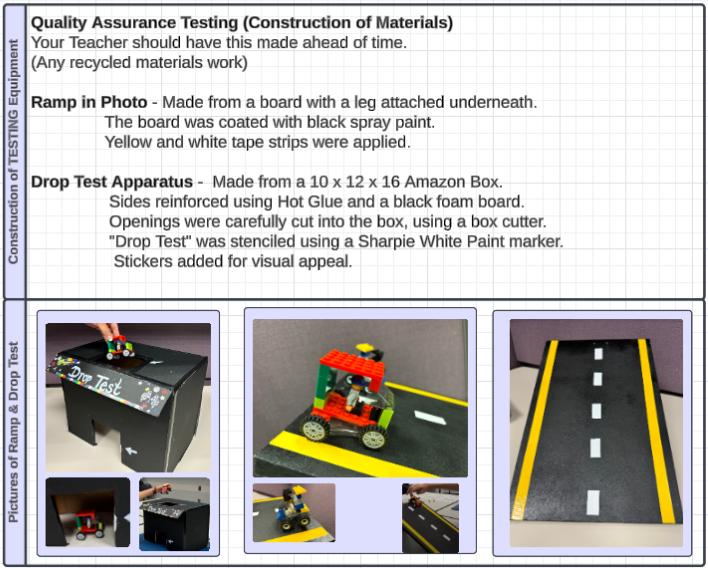 Construction of TESTING Equipment
Quality Assurance Testing (Construction of Materials)
Your Teacher should have this made ahead of time.
(Any recycled materials work)
Ramp in Photo - Made from a board with a leg attached underneath.
The board was coated with black spray paint.
Yellow and white tape strips were applied.
Drop Test Apparatus - Made from a 10 x 12 x 16 Amazon Box.
Sides reinforced using Hot Glue and a black foam board.
Openings were carefully cut into the box, using a box cutter.
"Drop Test" was stenciled using a Sharpie White Paint marker.
Stickers added for visual appeal.
Pictures of Ramp & Drop Test
Drop Test